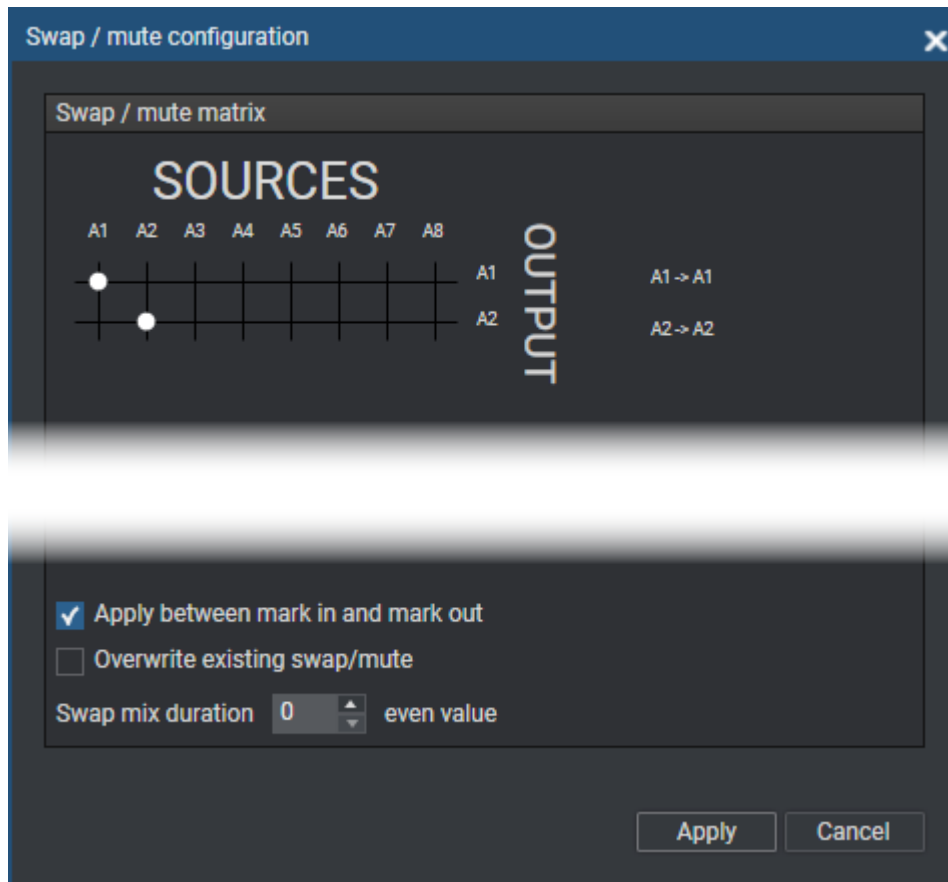 Swap / mute configuration
Swap / mute matrix
SOURCES
A1 A2 A3 A4 A5 A6 A7 A8
OUTPUT
A1
A1 -> A1
A2
A2 -> A2
Apply between mark in and mark out
Overwrite existing swap/mute
Swap mix duration 0 even value
Apply Cancel